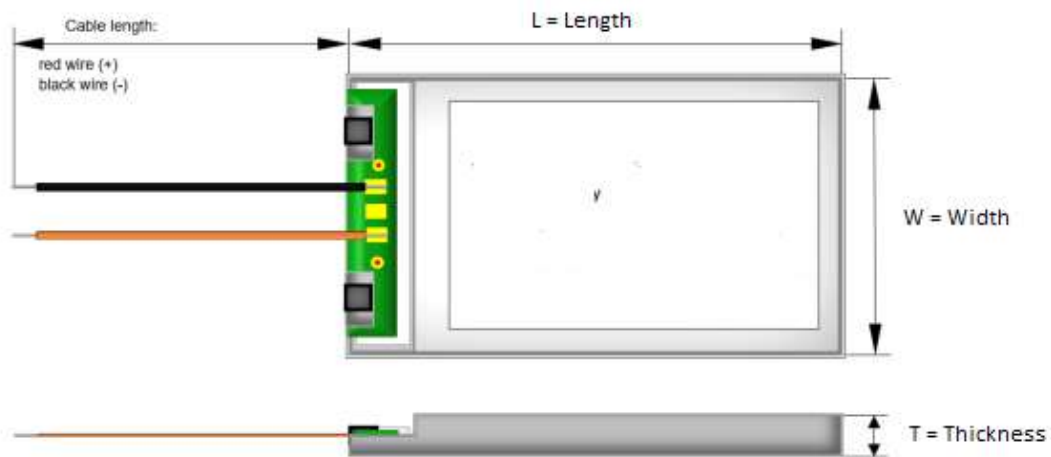 Cable length:
L = Length
red wire (+)
black wire (-)
y
W = Width
T = Thickness